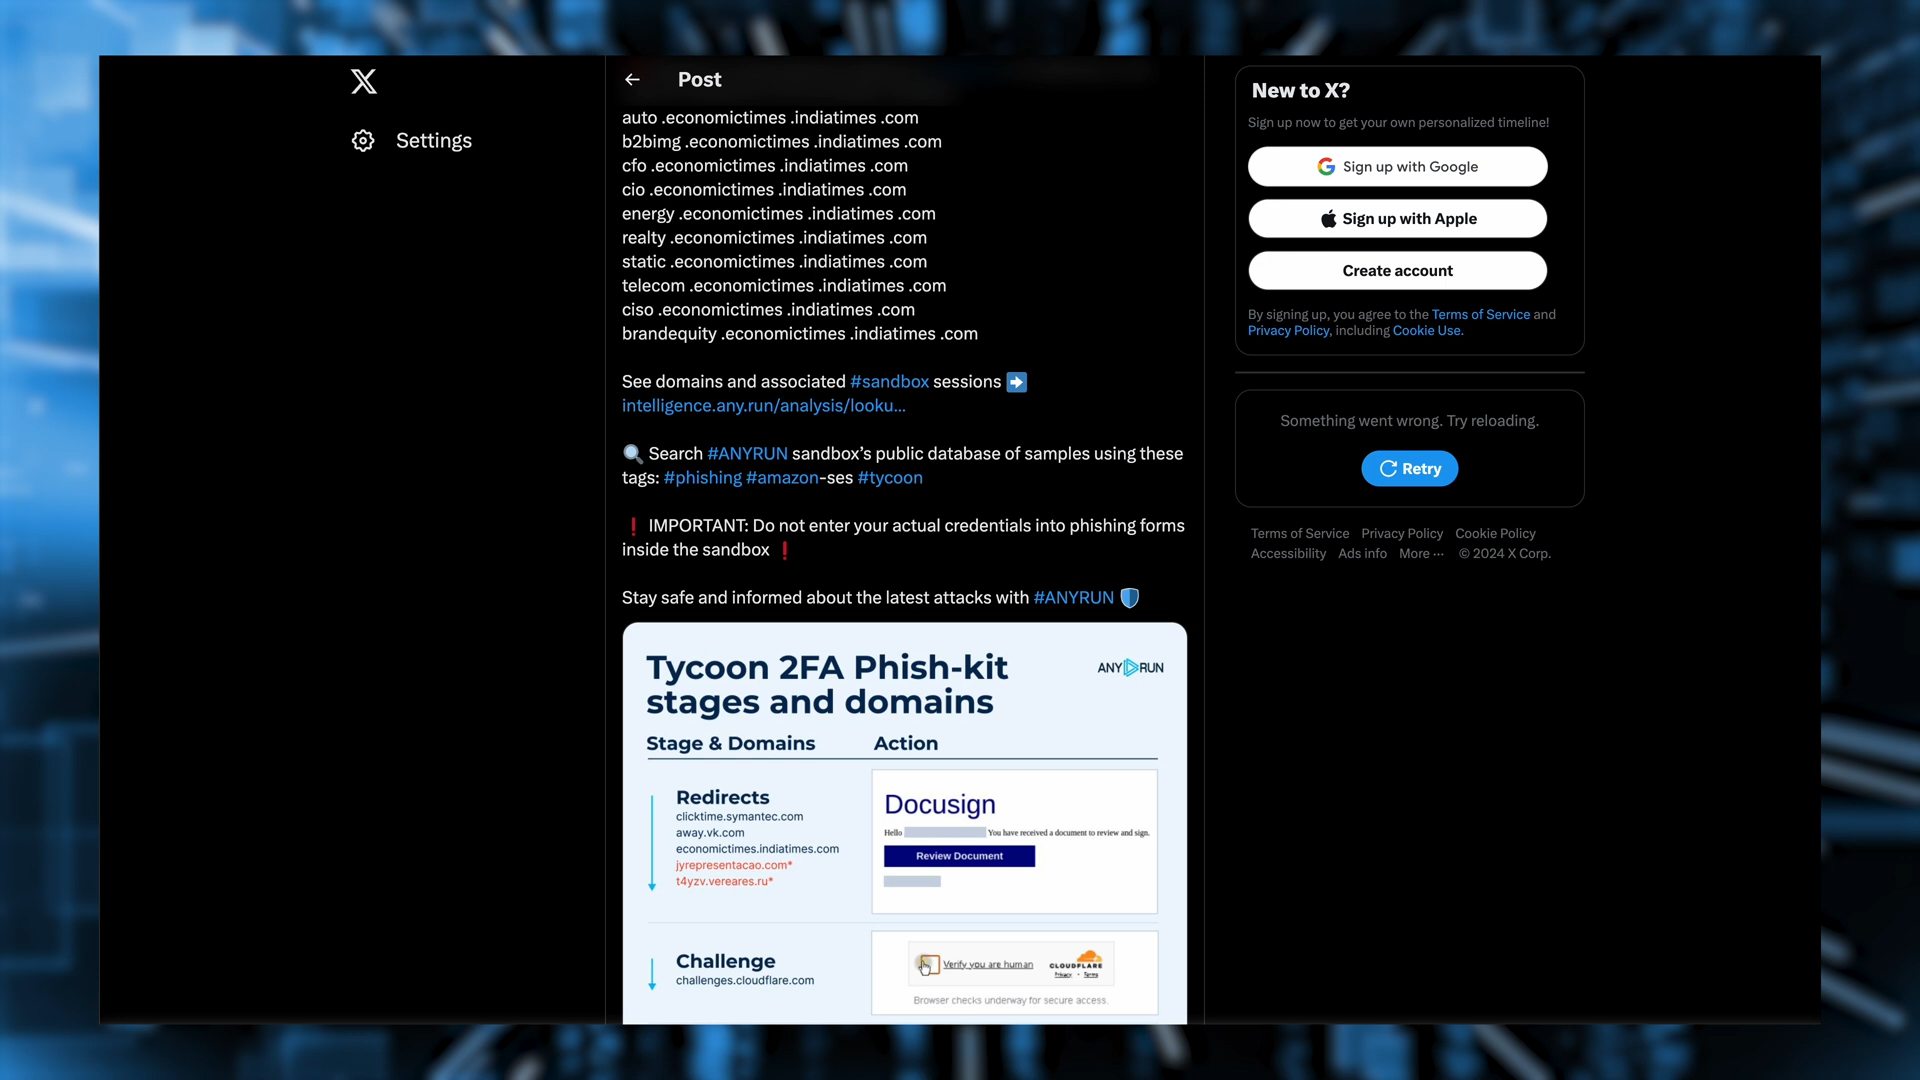 Settings
Post
auto .economictimes .indiatimes .com
b2bimg .economictimes .indiatimes .com
cfo .economictimes .indiatimes .com
cio .economictimes .indiatimes .com
energy .economictimes .indiatimes .com
realty .economictimes .indiatimes .com
static .economictimes .indiatimes .com
telecom .economictimes .indiatimes .com
ciso .economictimes .indiatimes .com
brandequity .economictimes .indiatimes .com
See domains and associated #sandbox sessions ➡️
intelligence.any.run/analysis/looku...
🔍 Search #ANYRUN sandbox’s public database of samples using these
tags: #phishing #amazon-ses #tycoon
❗ IMPORTANT: Do not enter your actual credentials into phishing forms
inside the sandbox ❗
Stay safe and informed about the latest attacks with #ANYRUN 🛡️
Tycoon 2FA Phish-kit
stages and domains
ANY RUN
Stage & Domains Action
Redirects
clicktime.symantec.com
away.vk.com
economictimes.indiatimes.com
jyrepresentacao.com*
t4yzv.vereares.ru*
Docusign
Hello You have received a document to review and sign.
Review Document
Challenge
challenges.cloudflare.com
Verify you are human
CLOUDFLARE
Privacy • Terms
Browser checks underway for secure access.
New to X?
Sign up now to get your own personalized timeline!
Sign up with Google
Sign up with Apple
Create account
By signing up, you agree to the Terms of Service and
Privacy Policy, including Cookie Use.
Something went wrong. Try reloading.
Retry
Terms of Service Privacy Policy Cookie Policy
Accessibility Ads info More ··· © 2024 X Corp.